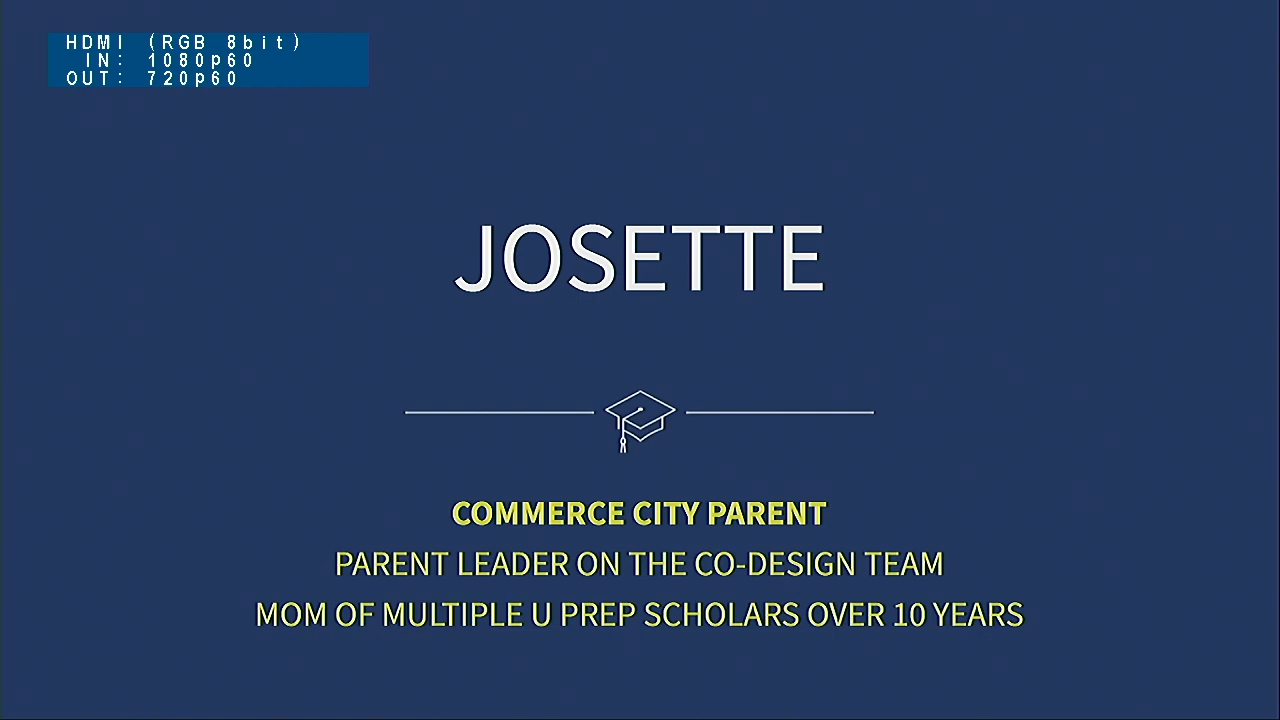 HDMI (RGB 8bit)
IN: 1080p60
OUT: 720p60
JOSETTE
COMMERCE CITY PARENT
PARENT LEADER ON THE CO-DESIGN TEAM
MOM OF MULTIPLE U PREP SCHOLARS OVER 10 YEARS